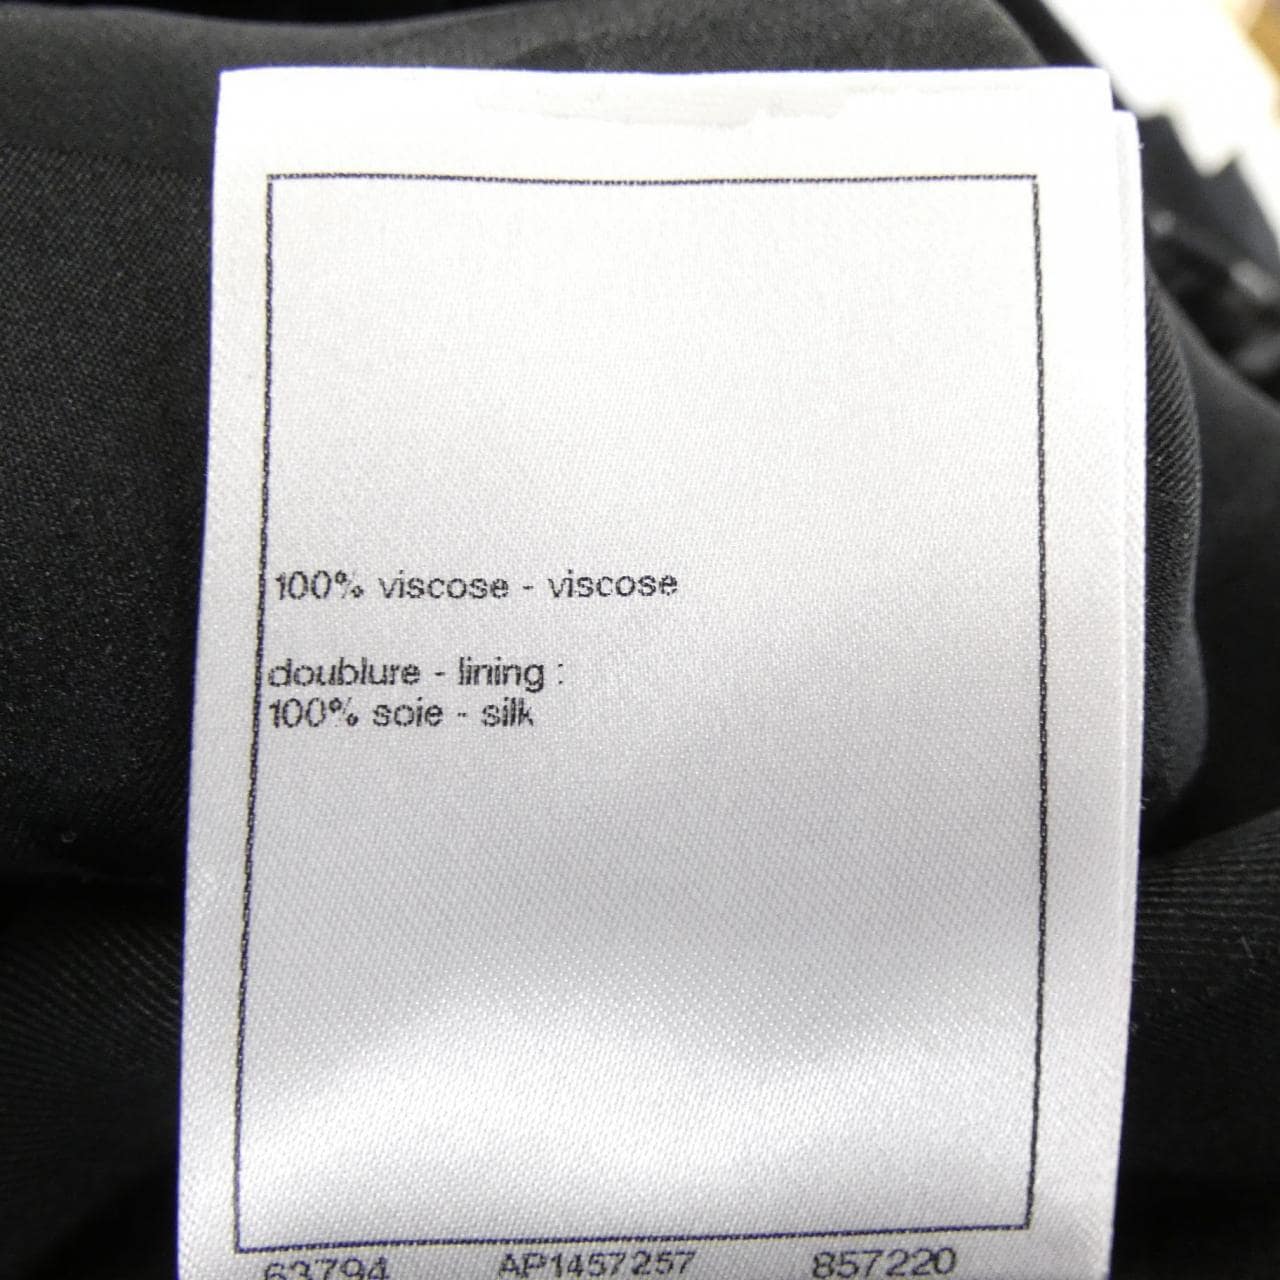 100% viscose - viscose
doublure - lining :
100% soie - silk
63794 AP1457257 857220